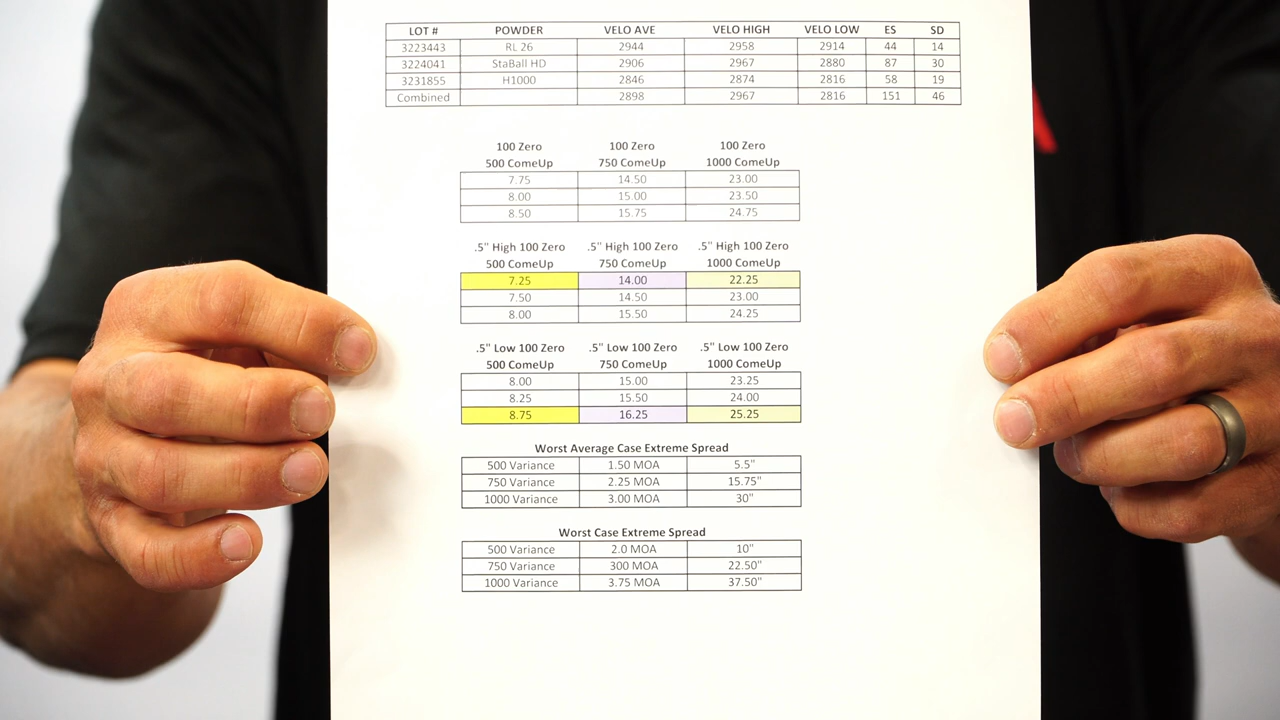 LOT # POWDER VELO AVE VELO HIGH VELO LOW ES SD
3223443 RL 26 2944 2958 2914 44 14
3224041 StaBall HD 2906 2967 2880 87 30
3231855 H1000 2846 2874 2816 58 19
Combined 2898 2967 2816 151 46
100 Zero 100 Zero 100 Zero
500 ComeUp 750 ComeUp 1000 ComeUp
7.75 14.50 23.00
8.00 15.00 23.50
8.50 15.75 24.75
.5" High 100 Zero .5" High 100 Zero .5" High 100 Zero
500 ComeUp 750 ComeUp 1000 ComeUp
7.25 14.00 22.25
7.50 14.50 23.00
8.00 15.50 24.25
.5" Low 100 Zero .5" Low 100 Zero .5" Low 100 Zero
500 ComeUp 750 ComeUp 1000 ComeUp
8.00 15.00 23.25
8.25 15.50 24.00
8.75 16.25 25.25
Worst Average Case Extreme Spread
500 Variance 1.50 MOA 5.5"
750 Variance 2.25 MOA 15.75"
1000 Variance 3.00 MOA 30"
Worst Case Extreme Spread
500 Variance 2.0 MOA 10"
750 Variance 300 MOA 22.50"
1000 Variance 3.75 MOA 37.50"